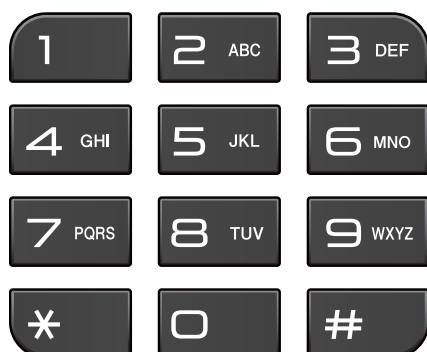 1 2 ABC 3 DEF
4 GHI 5 JKL 6 MNO
7 PQRS 8 TUV 9 WXYZ
* 0 #